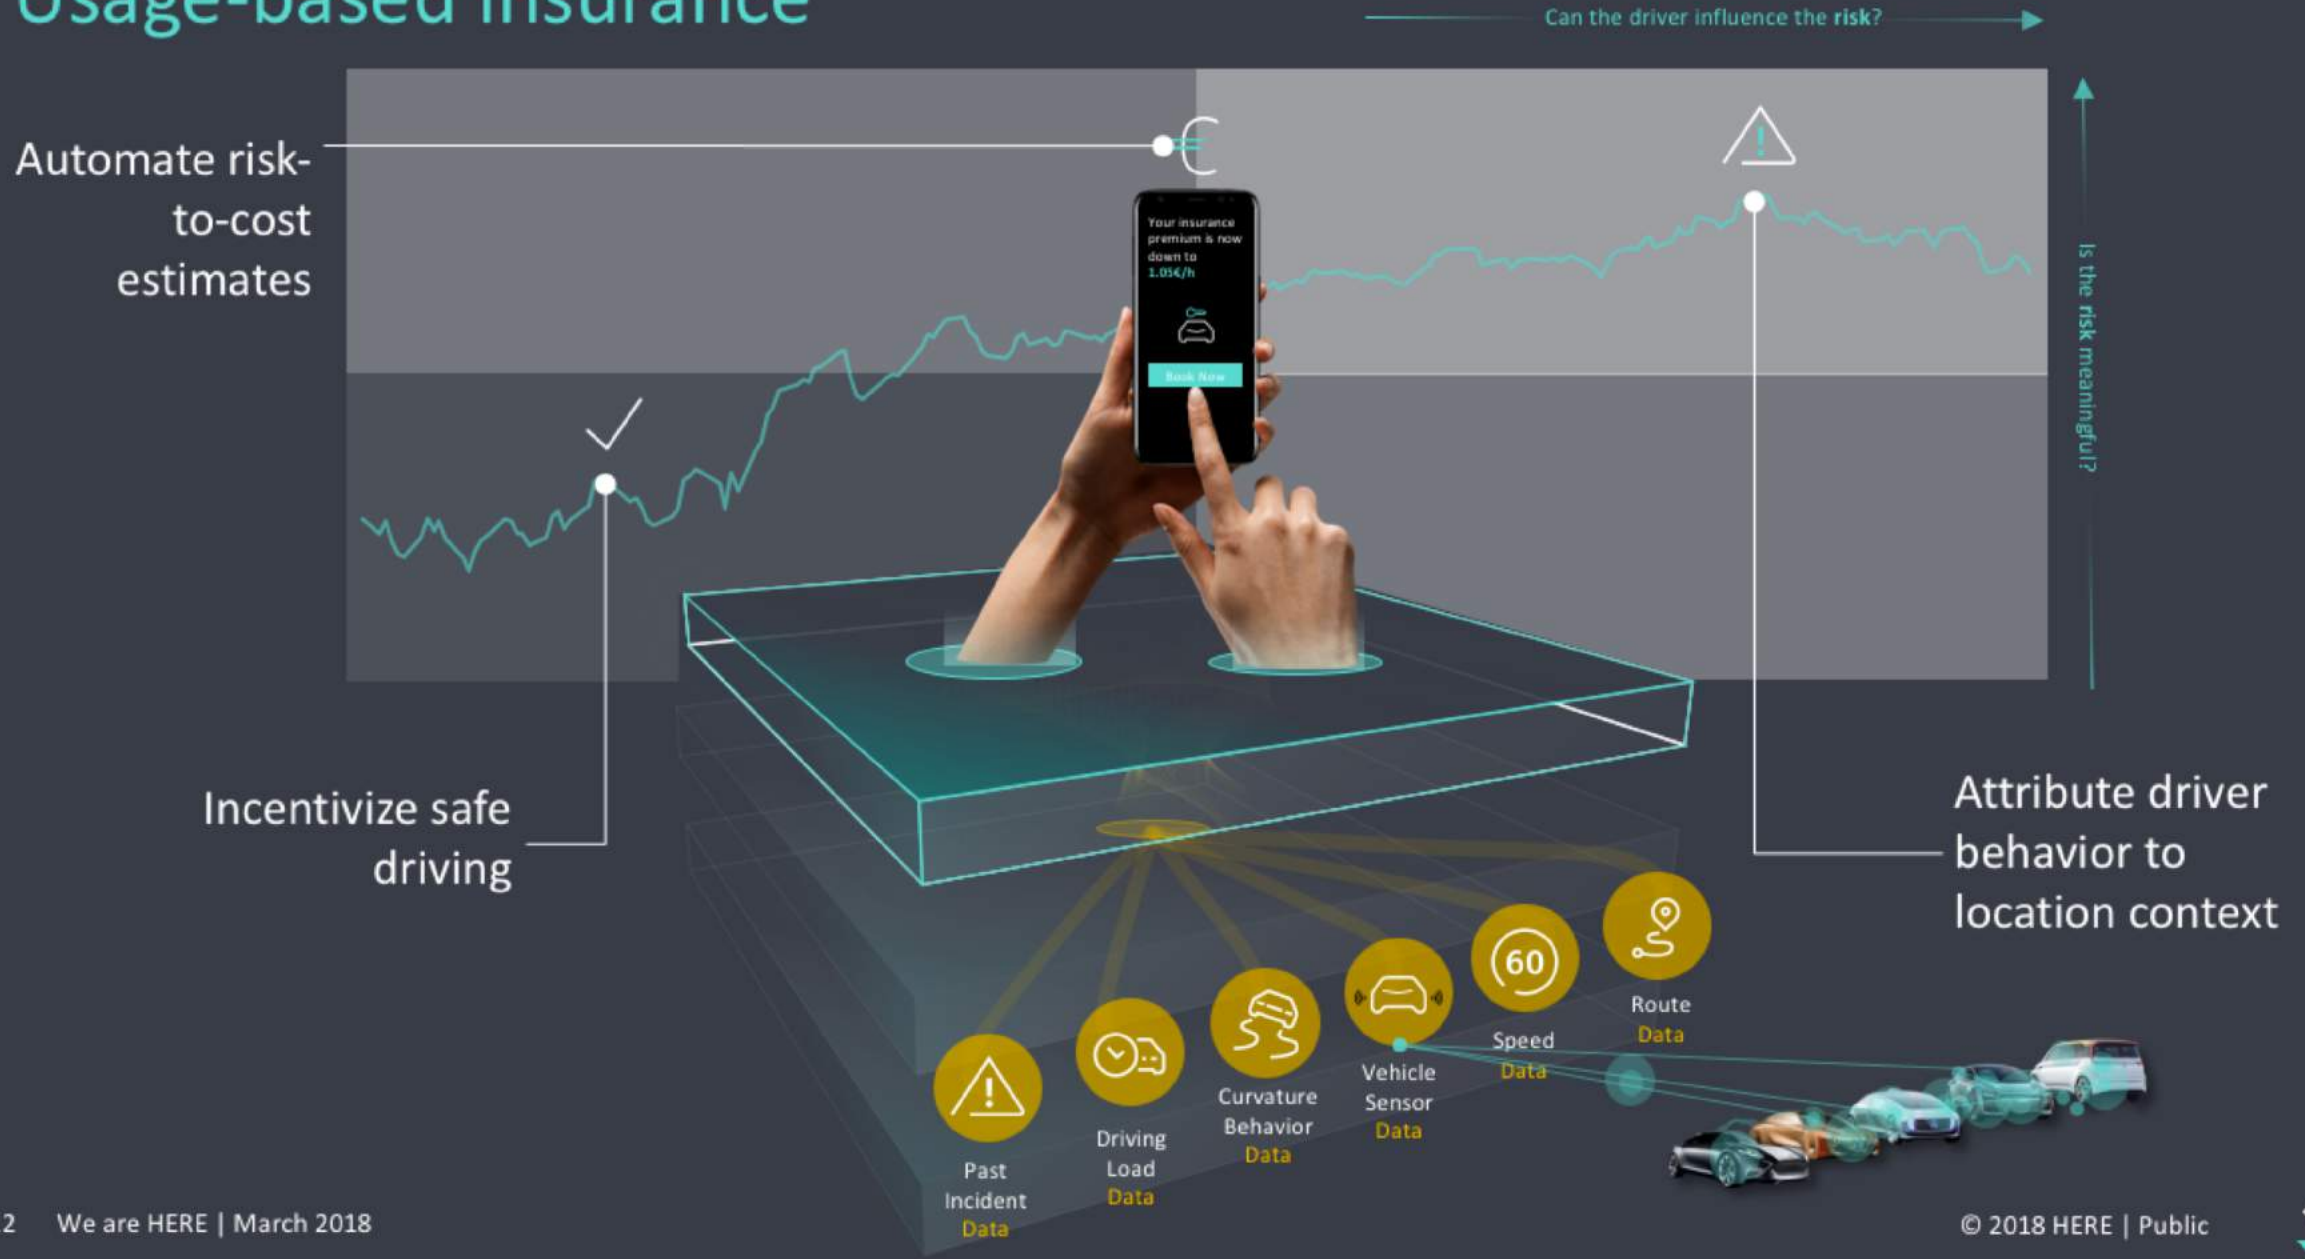 Usage-based insurance
Can the driver influence the risk?
Is the risk meaningful?
Automate risk-
to-cost
estimates
€
Your insurance
premium is now
down to
1.05€/h
Book Now
Incentivize safe
driving
Attribute driver
behavior to
location context
Past
Incident
Data
Driving
Load
Data
Curvature
Behavior
Data
Vehicle
Sensor
Data
60
Speed
Data
Route
Data
2 We are HERE | March 2018
© 2018 HERE | Public